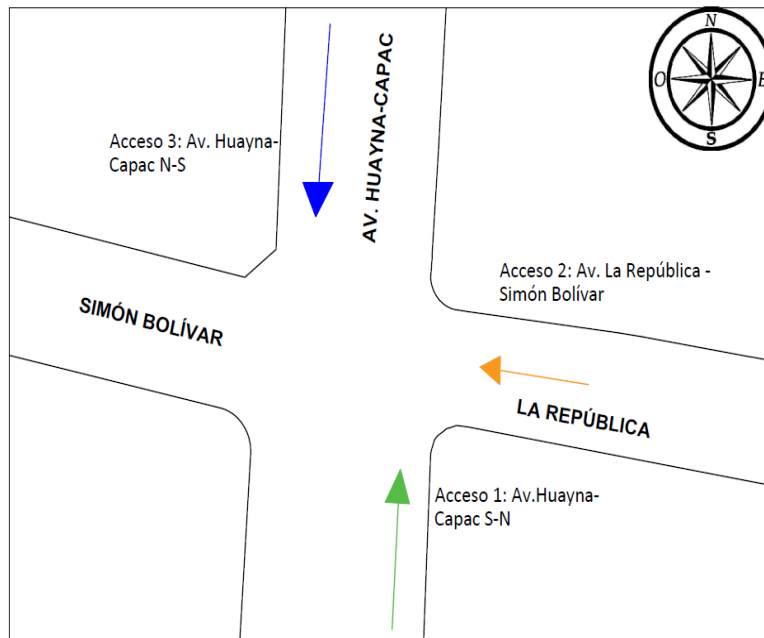 N
O
E
S
AV. HUAYNA-CAPAC
Acceso 3: Av. Huayna-
Capac N-S
Acceso 2: Av. La República -
Simón Bolívar
SIMÓN BOLÍVAR
LA REPÚBLICA
Acceso 1: Av.Huayna-
Capac S-N